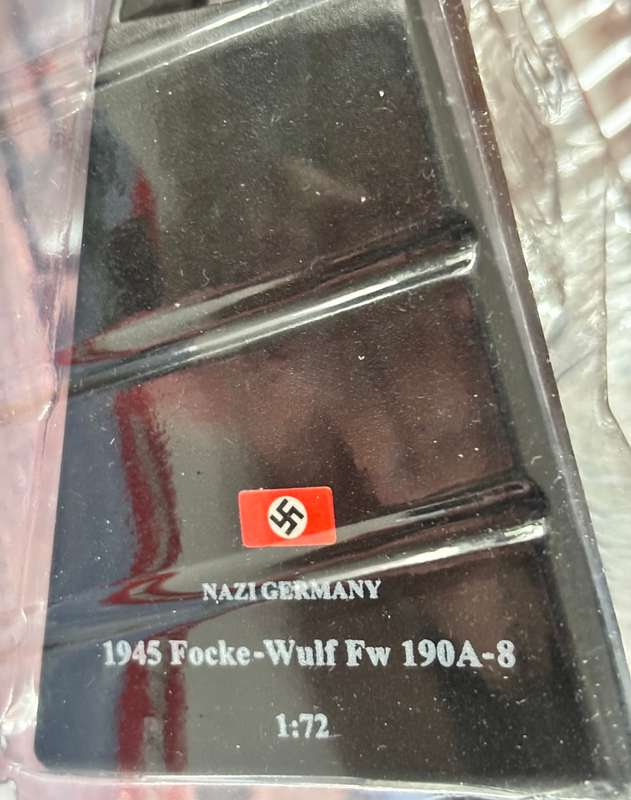 NAZI GERMANY
1945 Focke-Wulf Fw 190A-8
1:72